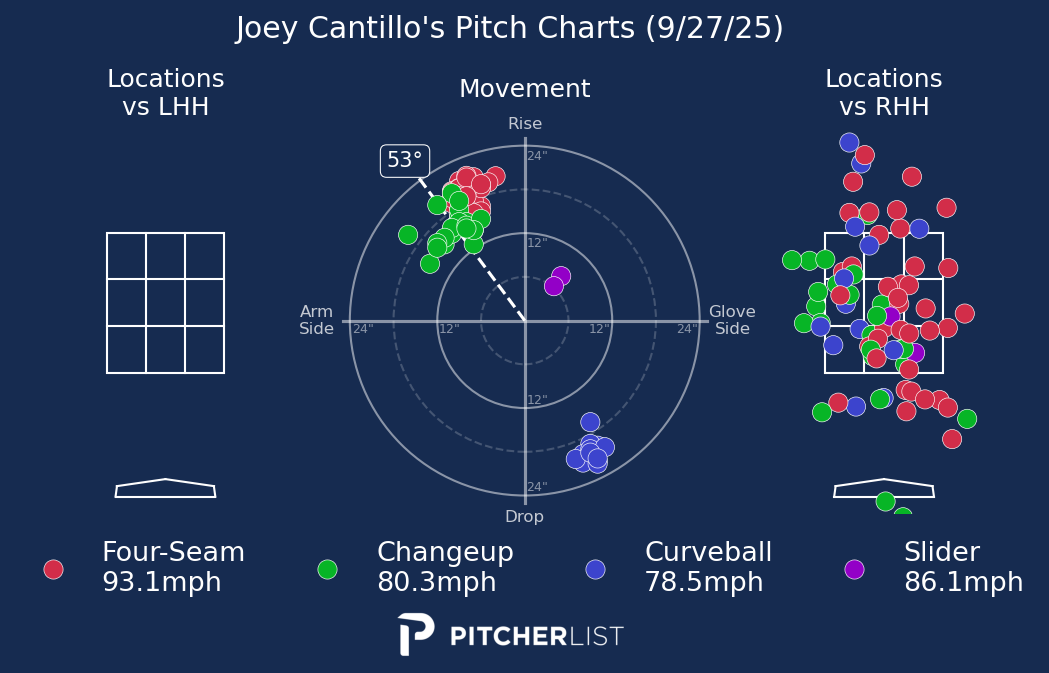 Joey Cantillo's Pitch Charts (9/27/25)
Locations
vs LHH
Movement
Locations
vs RHH
Rise
53°
24"
12"
Arm
Side
24"
12"
12"
24"
Glove
Side
12"
24"
Drop
Four-Seam
93.1mph
Changeup
80.3mph
Curveball
78.5mph
Slider
86.1mph
PITCHERLIST